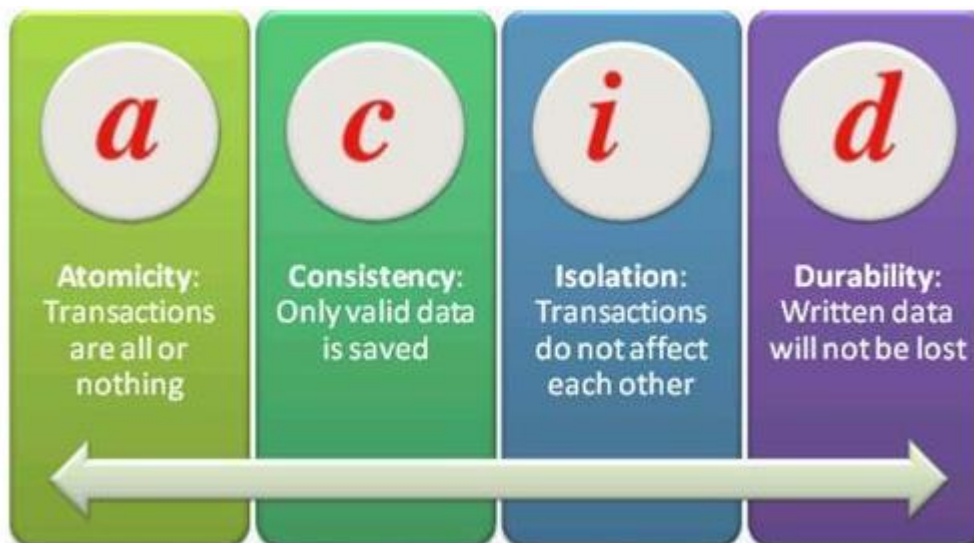 a
Atomicity:
Transactions
are all or
nothing
c
Consistency:
Only valid data
is saved
i
Isolation:
Transactions
do not affect
each other
d
Durability:
Written data
will not be lost